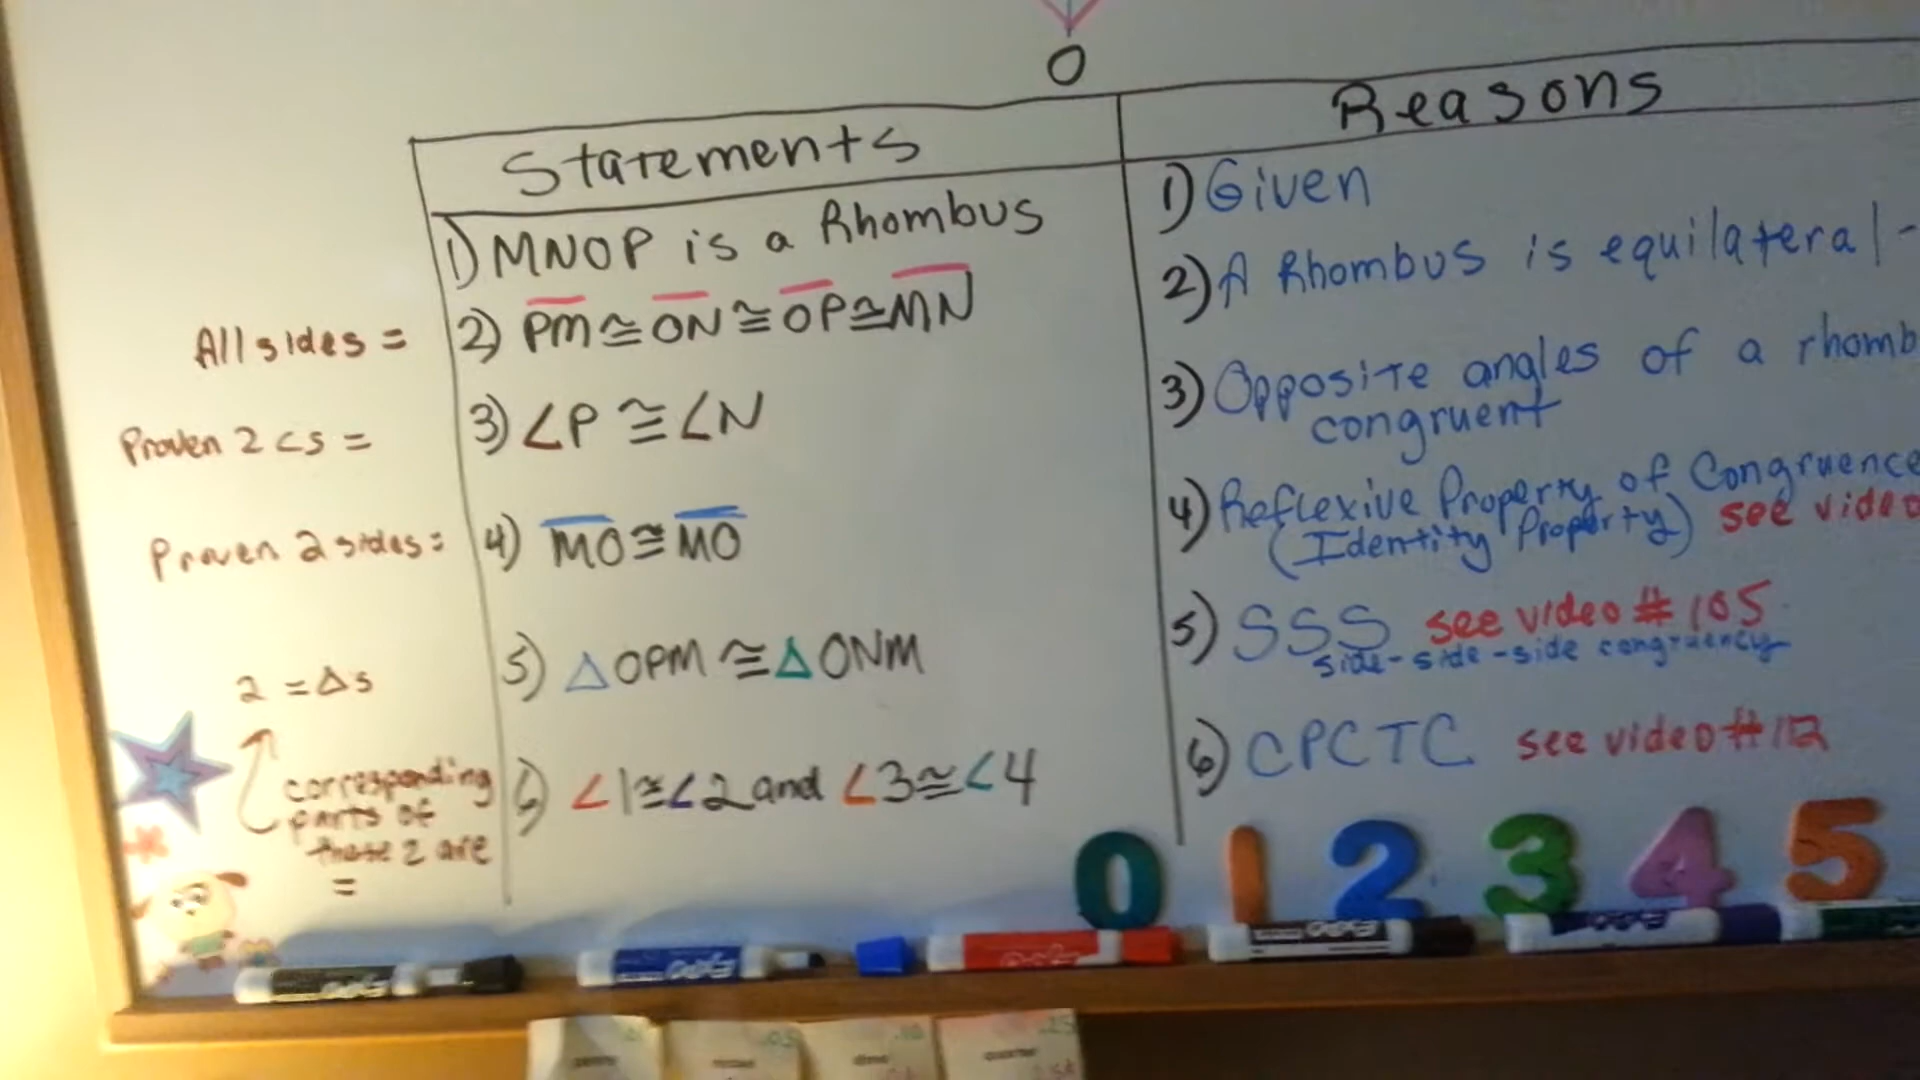 O
Statements
Reasons
1) MNOP is a Rhombus
1) Given
All sides =
2) PM ≅ ON ≅ OP ≅ MN
2) A Rhombus is equilateral -
Proven 2 <s =
3) ∠P ≅ ∠N
3) Opposite angles of a rhomb
congruent
Proven 2 sides =
4) MO ≅ MO
4) Reflexive Property of Congruence
(Identity Property) see video
2 = △s
5) △OPM ≅ △ONM
5) SSS see video # 105
side-side-side congruency
corresponding
parts of
these 2 are
=
6) ∠1 ≅ ∠2 and ∠3 ≅ ∠4
6) CPCTC see video # 112
0 1 2 3 4 5